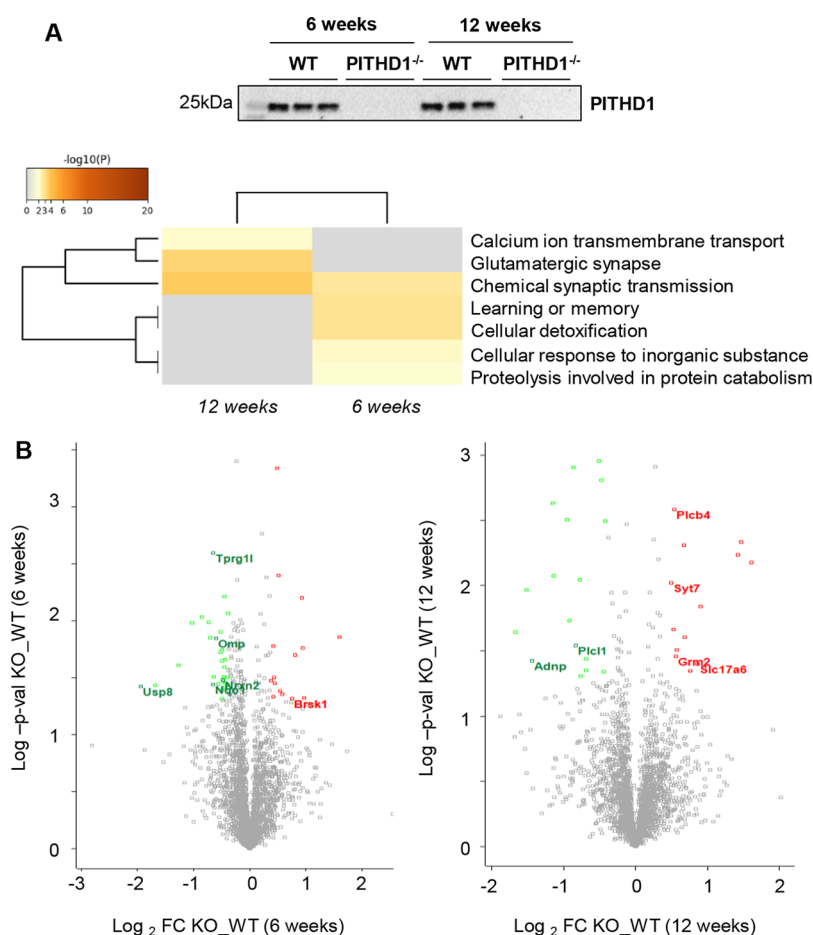 A
6 weeks 12 weeks
WT PITHD1-/- WT PITHD1-/-
25kDa PITHD1
-log10(P)
0 2 3 4 6 10 20
Calcium ion transmembrane transport
Glutamatergic synapse
Chemical synaptic transmission
Learning or memory
Cellular detoxification
Cellular response to inorganic substance
Proteolysis involved in protein catabolism
12 weeks 6 weeks
B
Log –p-val KO_WT (6 weeks)
3
2
1
0
Tprg1l
Omp
Nrxn2
Nqo1
Usp8
Brsk1
-3 -2 -1 0 1 2
Log 2 FC KO_WT (6 weeks)
Log –p-val KO_WT (12 weeks)
3
2
1
0
Plcb4
Syt7
Plcl1
Grm2
Adnp
Slc17a6
-2 -1 0 1 2
Log 2 FC KO_WT (12 weeks)